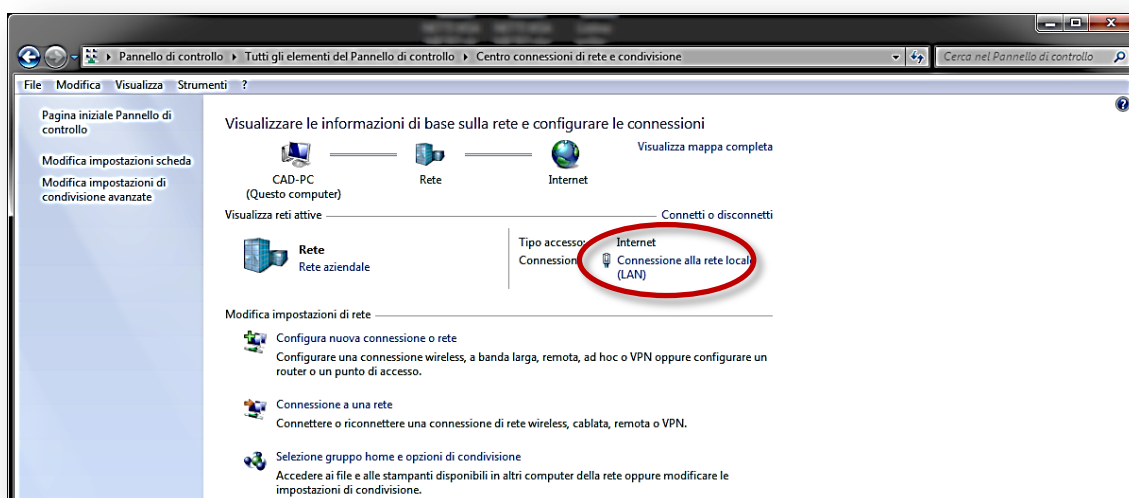 Pannello di controllo Tutti gli elementi del Pannello di controllo Centro connessioni di rete e condivisione
Cerca nel Pannello di controllo
File Modifica Visualizza Strumenti ?
Pagina iniziale Pannello di
controllo
Modifica impostazioni scheda
Modifica impostazioni di
condivisione avanzate
Visualizzare le informazioni di base sulla rete e configurare le connessioni
Visualizza mappa completa
CAD-PC
(Questo computer)
Rete
Internet
Visualizza reti attive
Connetti o disconnetti
Rete
Rete aziendale
Tipo accesso: Internet
Connession Connessione alla rete locale
(LAN)
Modifica impostazioni di rete
Configura nuova connessione o rete
Configurare una connessione wireless, a banda larga, remota, ad hoc o VPN oppure configurare un
router o un punto di accesso.
Connessione a una rete
Connettere o riconnettere una connessione di rete wireless, cablata, remota o VPN.
Selezione gruppo home e opzioni di condivisione
Accedere ai file e alle stampanti disponibili in altri computer della rete oppure modificare le
impostazioni di condivisione.